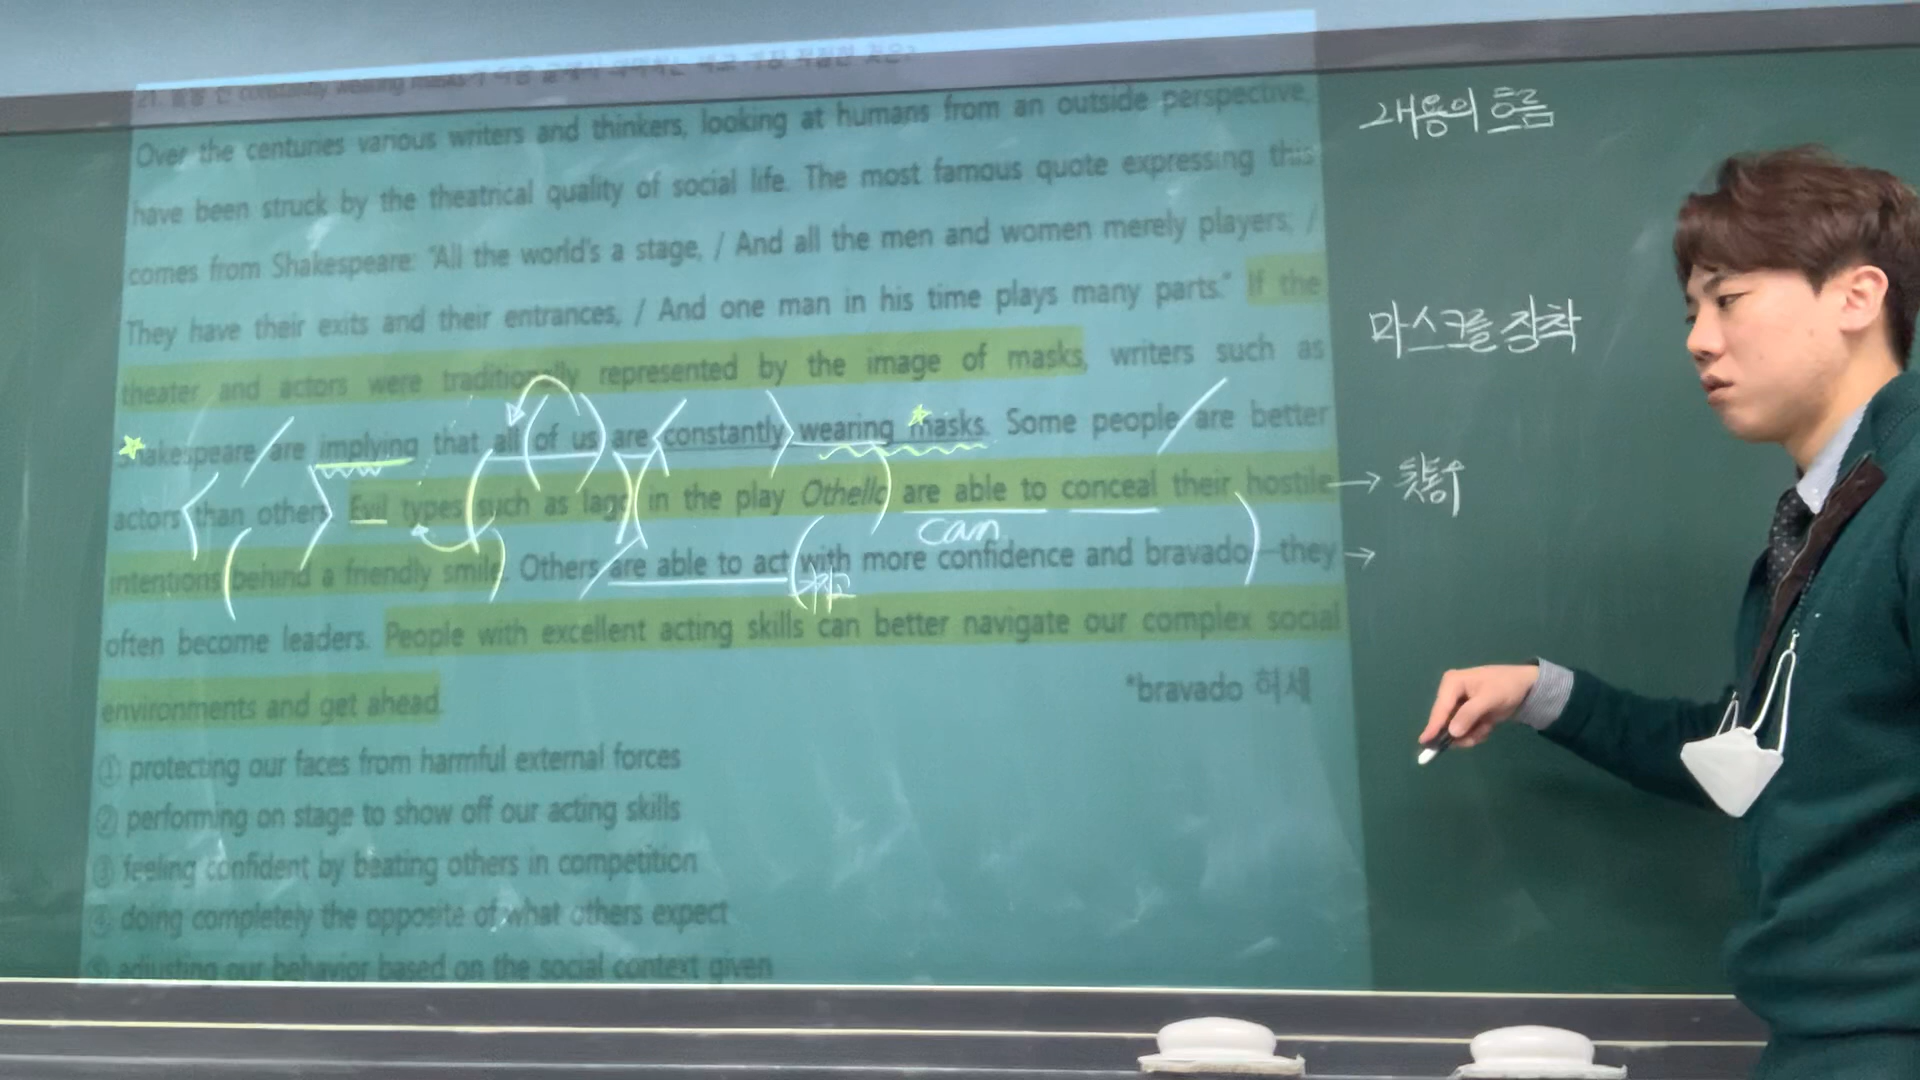 constantly wearing masks
Over the centuries various writers and thinkers, looking at humans from an outside perspective,
have been struck by the theatrical quality of social life. The most famous quote expressing this
comes from Shakespeare: "All the world's a stage, / And all the men and women merely players; /
They have their exits and their entrances, / And one man in his time plays many parts." If the
theater and actors were traditionally represented by the image of masks, writers such as
Shakespeare are implying that all of us are constantly wearing masks. Some people are better
actors than others. Evil types such as Iago in the play Othello are able to conceal their hostile
can
intentions behind a friendly smile. Others are able to act with more confidence and bravado—they
often become leaders. People with excellent acting skills can better navigate our complex social
environments and get ahead.
*bravado 허세
① protecting our faces from harmful external forces
② performing on stage to show off our acting skills
③ feeling confident by beating others in competition
④ doing completely the opposite of what others expect
⑤ adjusting our behavior based on the social context given
내용의 흐름
마스크를 장착